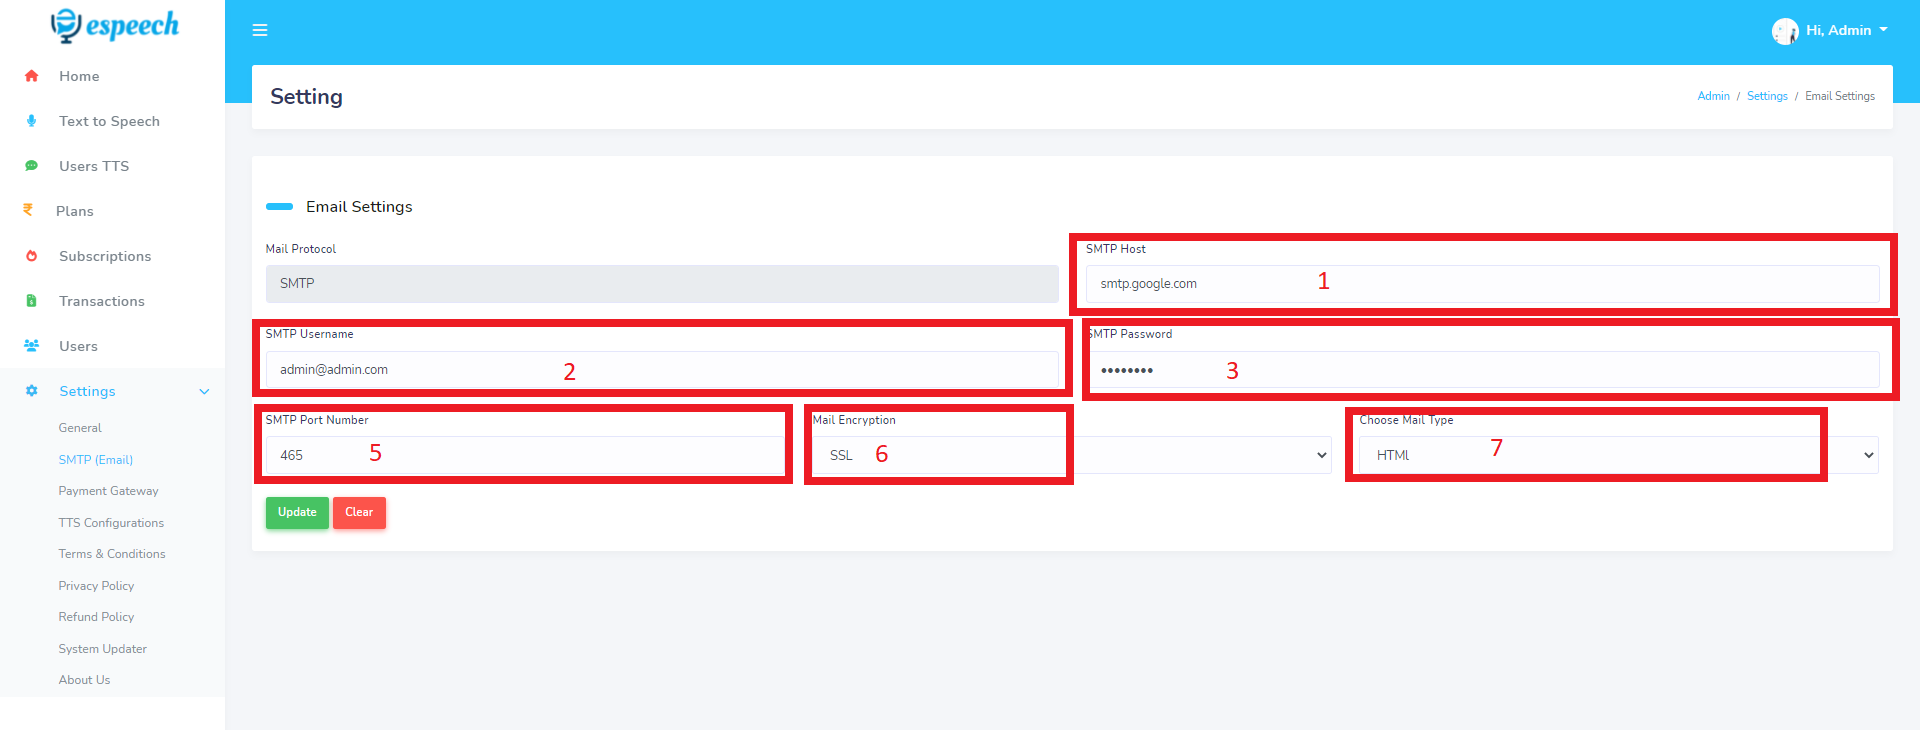 espeech
Hi, Admin
Home
Text to Speech
Users TTS
Plans
Subscriptions
Transactions
Users
Settings
General
SMTP (Email)
Payment Gateway
TTS Configurations
Terms & Conditions
Privacy Policy
Refund Policy
System Updater
About Us
Setting
Admin / Settings / Email Settings
Email Settings
Mail Protocol
SMTP
SMTP Host
smtp.google.com 1
SMTP Username
admin@admin.com 2
SMTP Password
•••••••• 3
SMTP Port Number
465 5
Mail Encryption
SSL 6
Choose Mail Type
HTMl 7
Update Clear